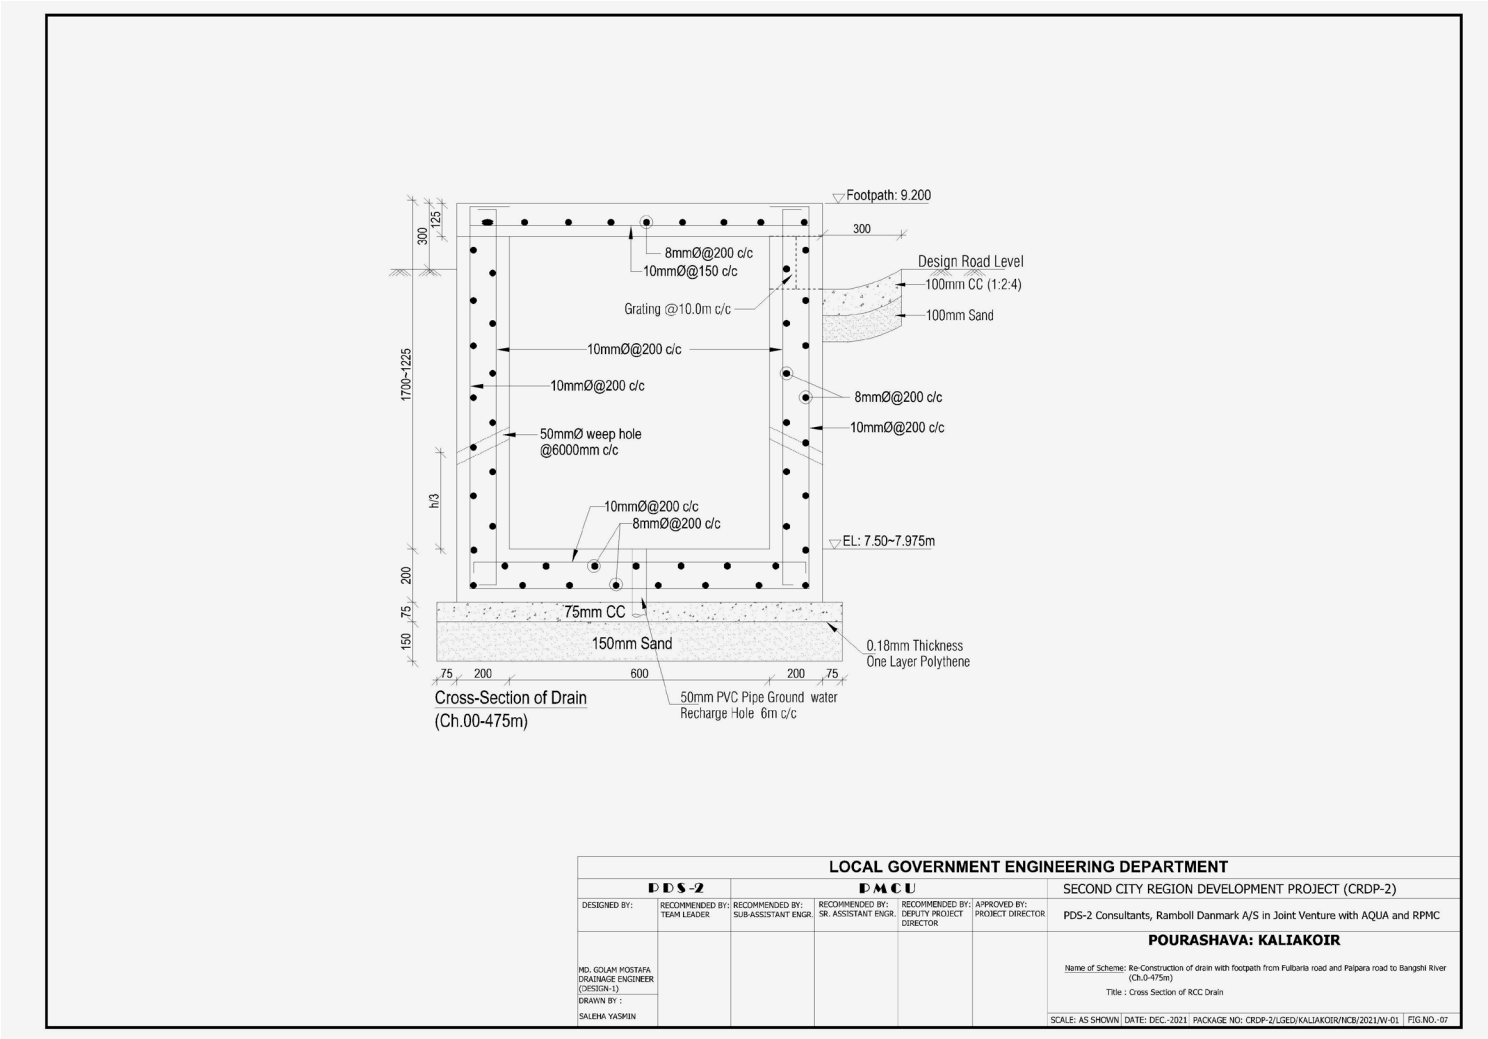 Footpath: 9.200
125
300
300
8mmØ@200 c/c
10mmØ@150 c/c
Design Road Level
100mm CC (1:2:4)
Grating @10.0m c/c
100mm Sand
10mmØ@200 c/c
1700~1225
10mmØ@200 c/c
8mmØ@200 c/c
10mmØ@200 c/c
50mmØ weep hole
@6000mm c/c
h/3
10mmØ@200 c/c
8mmØ@200 c/c
EL: 7.50~7.975m
200
75
75mm CC
150
150mm Sand
0.18mm Thickness
One Layer Polythene
75 200 600 200 75
Cross-Section of Drain
(Ch.00-475m)
50mm PVC Pipe Ground water
Recharge Hole 6m c/c
LOCAL GOVERNMENT ENGINEERING DEPARTMENT
PDS-2 PMCU SECOND CITY REGION DEVELOPMENT PROJECT (CRDP-2)
DESIGNED BY:
RECOMMENDED BY:
TEAM LEADER
RECOMMENDED BY:
SUB-ASSISTANT ENGR.
RECOMMENDED BY:
SR. ASSISTANT ENGR.
RECOMMENDED BY:
DEPUTY PROJECT
DIRECTOR
APPROVED BY:
PROJECT DIRECTOR
PDS-2 Consultants, Ramboll Danmark A/S in Joint Venture with AQUA and RPMC
POURASHAVA: KALIAKOIR
MD. GOLAM MOSTAFA
DRAINAGE ENGINEER
(DESIGN-1)
DRAWN BY :
SALEHA YASMIN
Name of Scheme: Re-Construction of drain with footpath from Fulbaria road and Palpara road to Bangshi River
(Ch.0-475m)
Title : Cross Section of RCC Drain
SCALE: AS SHOWN DATE: DEC.-2021 PACKAGE NO: CRDP-2/LGED/KALIAKOIR/NCB/2021/W-01 FIG.NO.-07